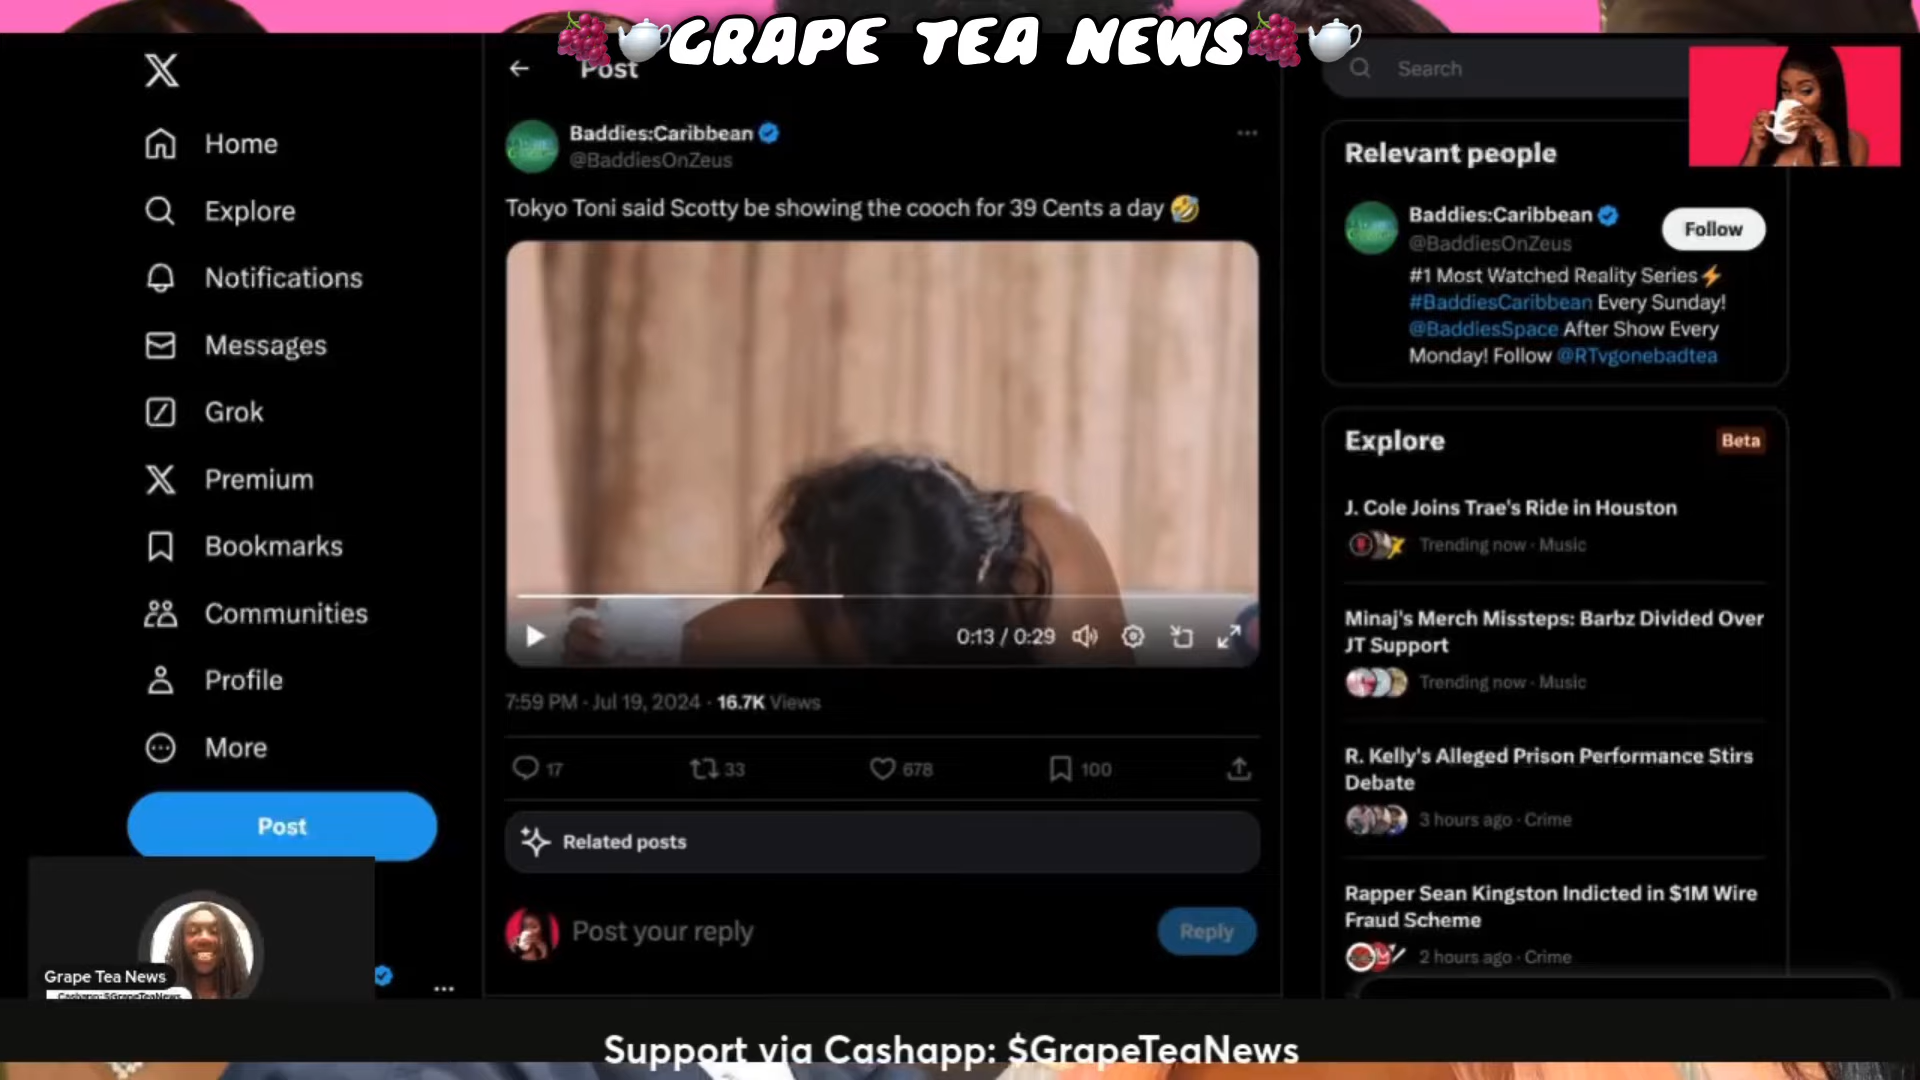 GRAPE TEA NEWS
Post
Search
Home
Explore
Notifications
Messages
Grok
Premium
Bookmarks
Communities
Profile
More
Post
Baddies:Caribbean
@BaddiesOnZeus
Tokyo Toni said Scotty be showing the cooch for 39 Cents a day 🤣
0:13 / 0:29
7:59 PM · Jul 19, 2024 · 16.7K Views
17
33
678
100
Related posts
Post your reply
Reply
Relevant people
Baddies:Caribbean
@BaddiesOnZeus
Follow
#1 Most Watched Reality Series⚡
#BaddiesCaribbean Every Sunday!
@BaddiesSpace After Show Every
Monday! Follow @RTvgonebadtea
Explore
Beta
J. Cole Joins Trae's Ride in Houston
Trending now · Music
Minaj's Merch Missteps: Barbz Divided Over
JT Support
Trending now · Music
R. Kelly's Alleged Prison Performance Stirs
Debate
3 hours ago · Crime
Rapper Sean Kingston Indicted in $1M Wire
Fraud Scheme
2 hours ago · Crime
Grape Tea News
Cashapp: $GrapeTeaNews
Support via Cashapp: $GrapeTeaNews